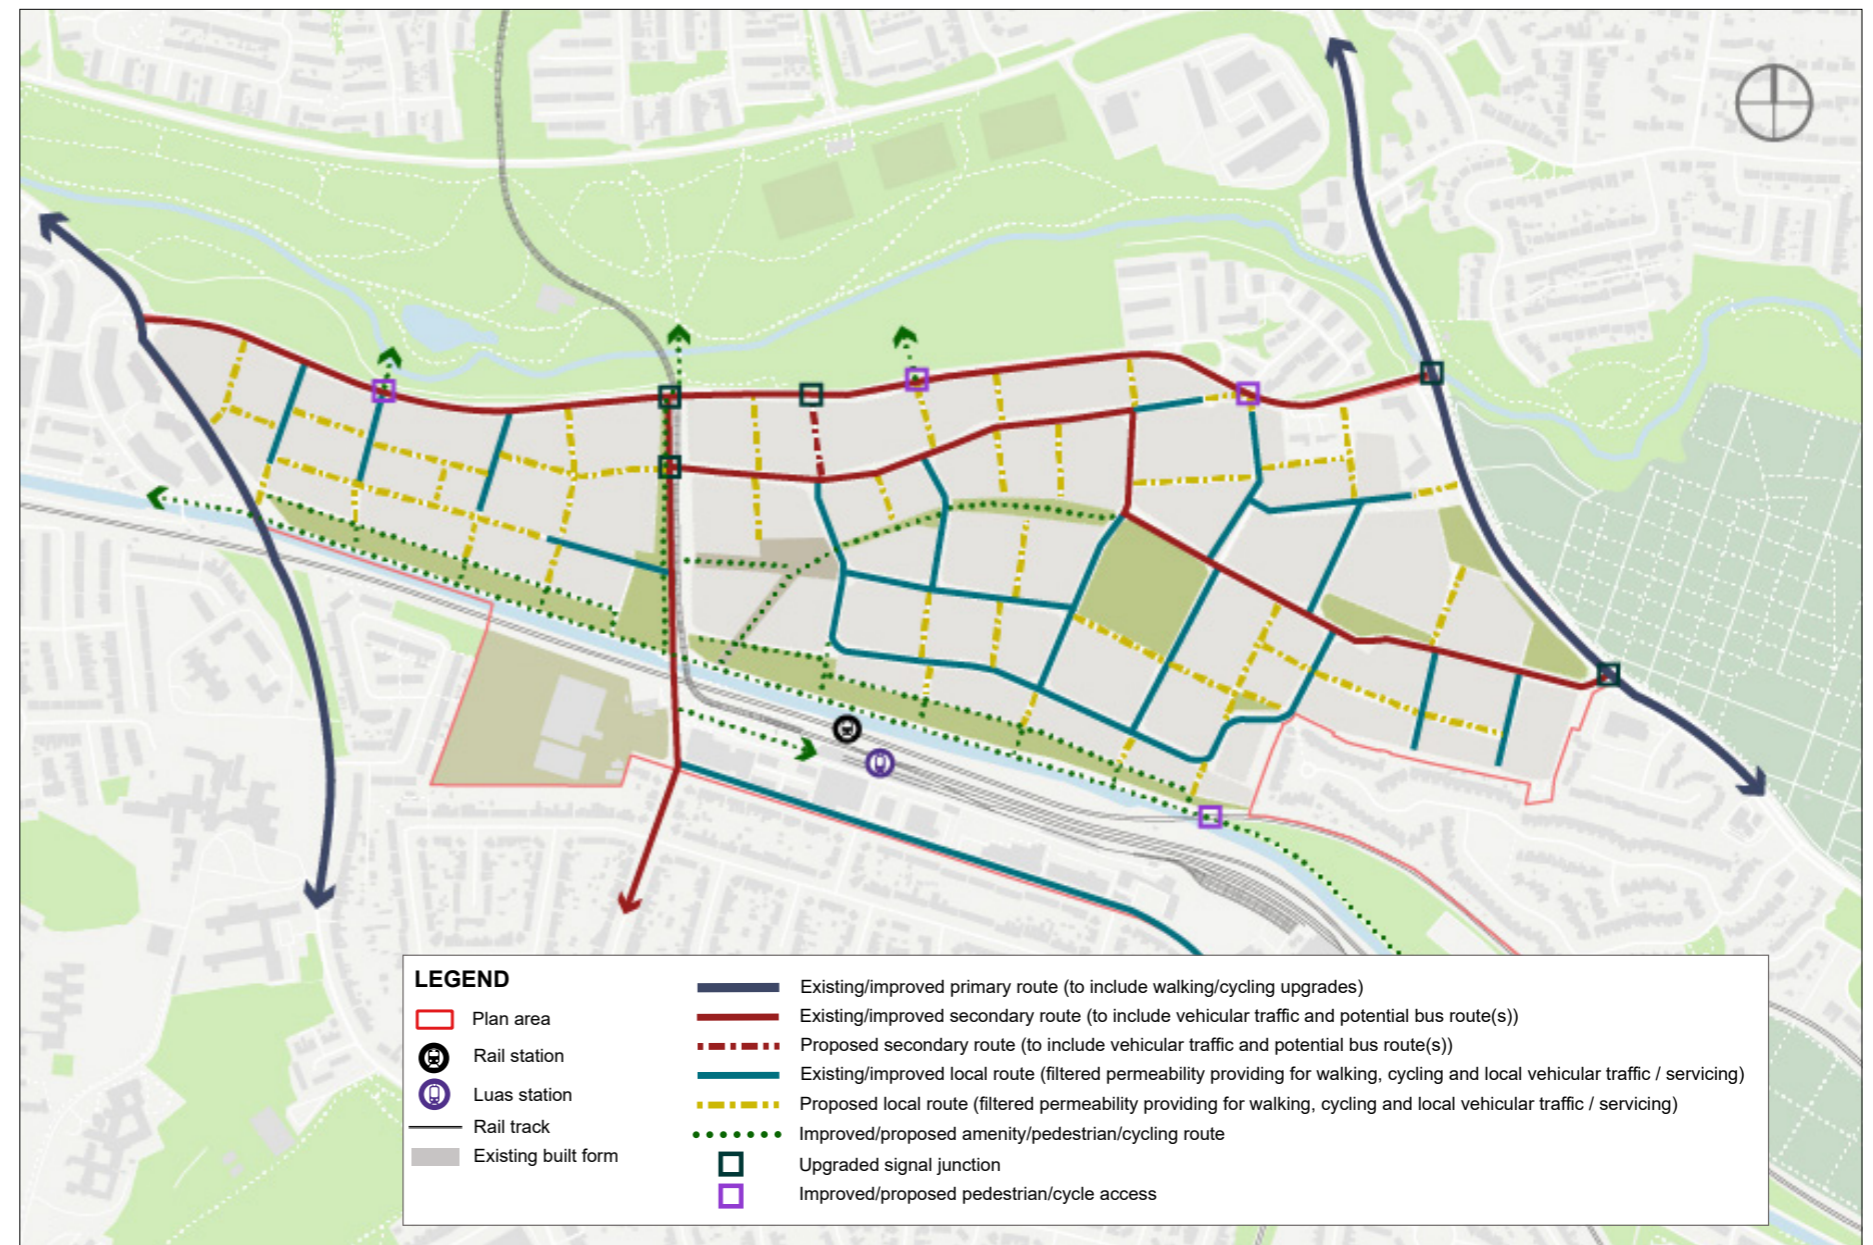 LEGEND
Plan area
Rail station
Luas station
Rail track
Existing built form
Existing/improved primary route (to include walking/cycling upgrades)
Existing/improved secondary route (to include vehicular traffic and potential bus route(s))
Proposed secondary route (to include vehicular traffic and potential bus route(s))
Existing/improved local route (filtered permeability providing for walking, cycling and local vehicular traffic / servicing)
Proposed local route (filtered permeability providing for walking, cycling and local vehicular traffic / servicing)
Improved/proposed amenity/pedestrian/cycling route
Upgraded signal junction
Improved/proposed pedestrian/cycle access